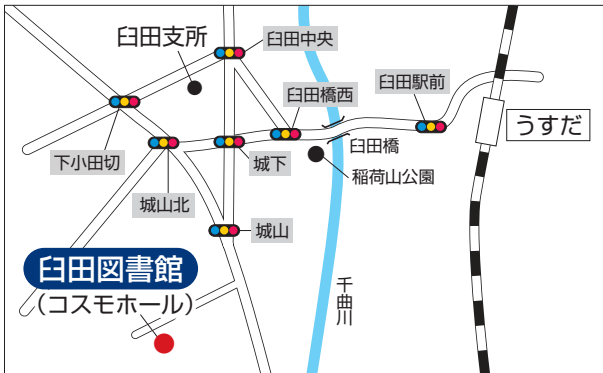 臼田支所
臼田中央
臼田駅前
臼田橋西
うすだ
臼田橋
下小田切
城下
稲荷山公園
城山北
城山
臼田図書館
(コスモホール)
千曲川